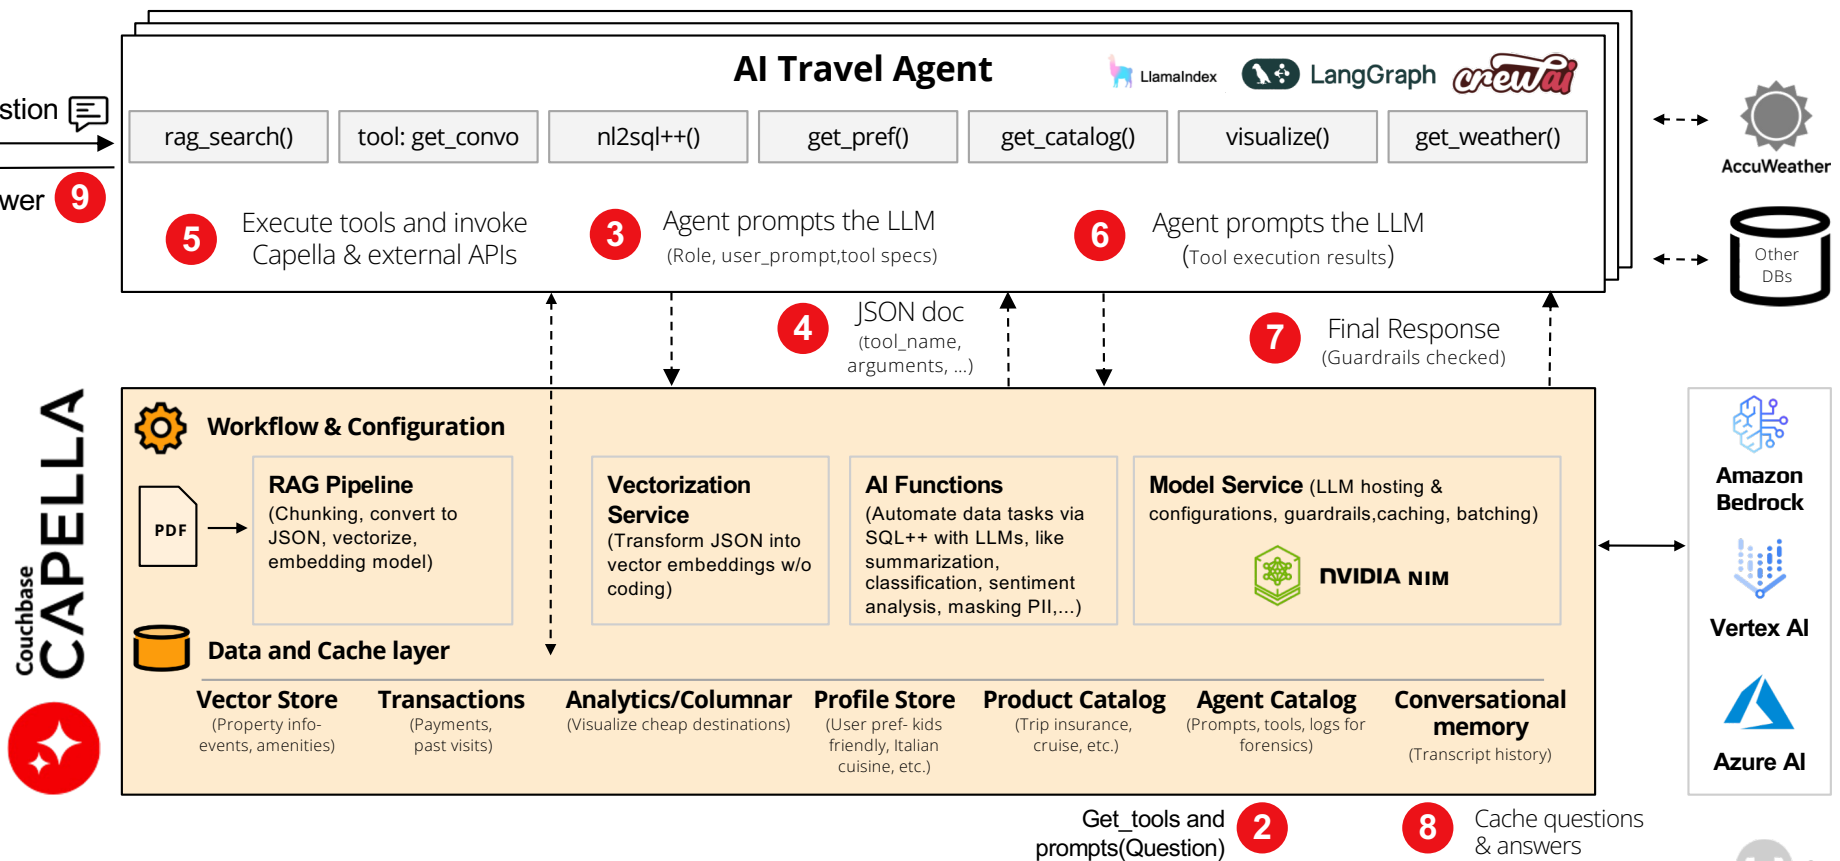 AI Travel Agent
LlamaIndex
LangGraph
crewai
stion
rag_search()
tool: get_convo
nl2sql++()
get_pref()
get_catalog()
visualize()
get_weather()
AccuWeather
wer
9
5
Execute tools and invoke
Capella & external APIs
3
Agent prompts the LLM
(Role, user_prompt,tool specs)
6
Agent prompts the LLM
(Tool execution results)
Other
DBs
4
JSON doc
(tool_name,
arguments, ...)
7
Final Response
(Guardrails checked)
Couchbase
CAPELLA
Workflow & Configuration
PDF
RAG Pipeline
(Chunking, convert to
JSON, vectorize,
embedding model)
Vectorization
Service
(Transform JSON into
vector embeddings w/o
coding)
AI Functions
(Automate data tasks via
SQL++ with LLMs, like
summarization,
classification, sentiment
analysis, masking PII,...)
Model Service (LLM hosting &
configurations, guardrails,caching, batching)
NVIDIA NIM
Amazon
Bedrock
Vertex AI
Azure AI
Data and Cache layer
Vector Store
(Property info-
events, amenities)
Transactions
(Payments,
past visits)
Analytics/Columnar
(Visualize cheap destinations)
Profile Store
(User pref- kids
friendly, Italian
cuisine, etc.)
Product Catalog
(Trip insurance,
cruise, etc.)
Agent Catalog
(Prompts, tools, logs for
forensics)
Conversational
memory
(Transcript history)
Get_tools and
prompts(Question)
2
8
Cache questions
& answers